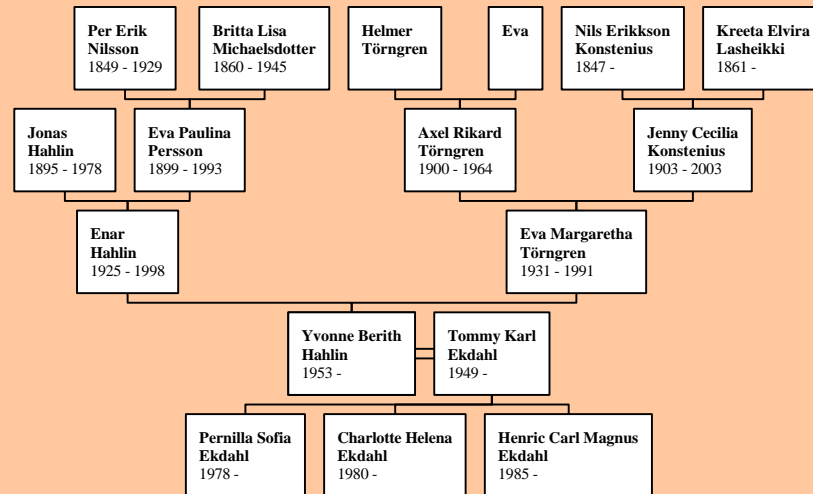 Per Erik
Nilsson
1849 - 1929
Britta Lisa
Michaelsdotter
1860 - 1945
Helmer
Törngren
Eva
Nils Erikkson
Konstenius
1847 -
Kreeta Elvira
Lasheikki
1861 -
Jonas
Hahlin
1895 - 1978
Eva Paulina
Persson
1899 - 1993
Axel Rikard
Törngren
1900 - 1964
Jenny Cecilia
Konstenius
1903 - 2003
Enar
Hahlin
1925 - 1998
Eva Margaretha
Törngren
1931 - 1991
Yvonne Berith
Hahlin
1953 -
Tommy Karl
Ekdahl
1949 -
Pernilla Sofia
Ekdahl
1978 -
Charlotte Helena
Ekdahl
1980 -
Henric Carl Magnus
Ekdahl
1985 -